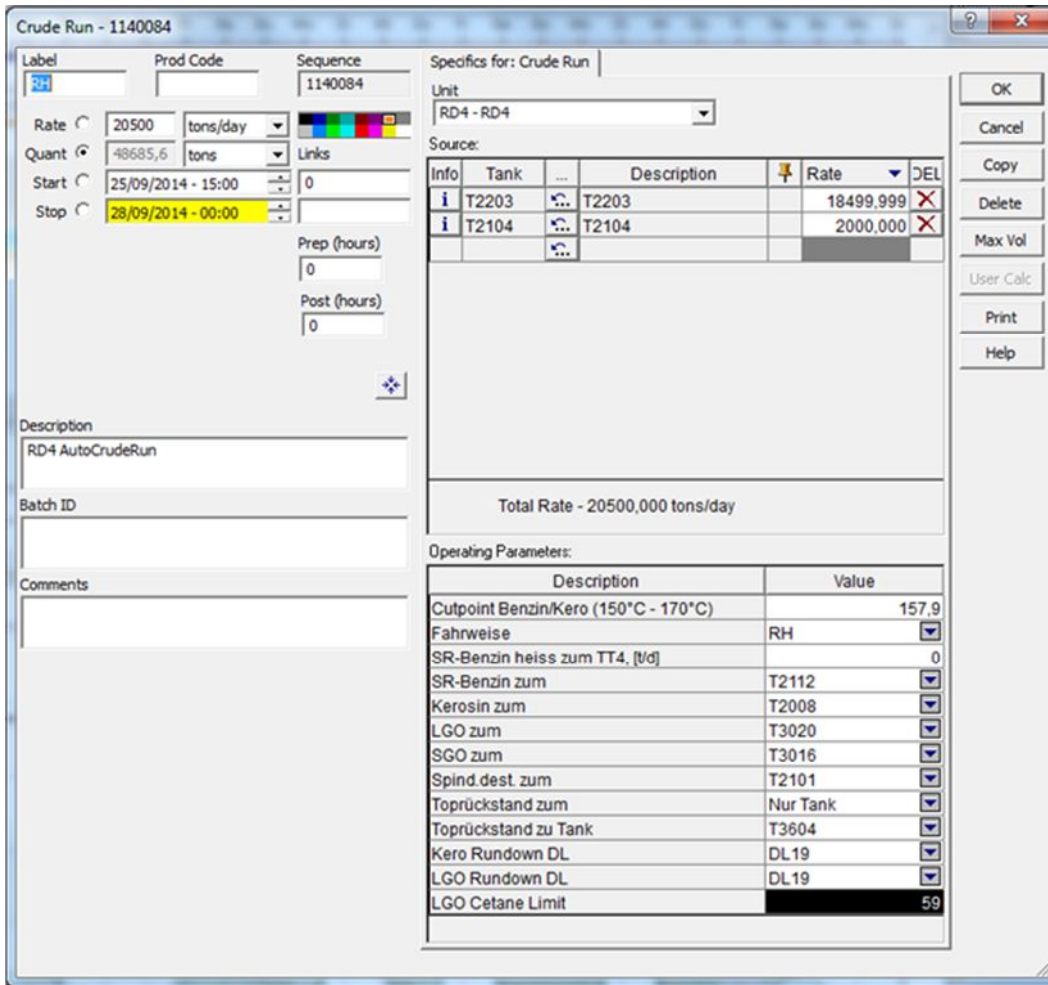 Crude Run - 1140084
Label Prod Code Sequence
RH 1140084
Rate 20500 tons/day
Quant 48685,6 tons Links
Start 25/09/2014 - 15:00 0
Stop 28/09/2014 - 00:00
Prep (hours)
0
Post (hours)
0
Description
RD4 AutoCrudeRun
Batch ID
Comments
Specifics for: Crude Run
Unit
RD4 - RD4
Source:
Info Tank ... Description Rate DEL
i T2203 T2203 18499,999
i T2104 T2104 2000,000
Total Rate - 20500,000 tons/day
Operating Parameters:
Description Value
Cutpoint Benzin/Kero (150°C - 170°C) 157,9
Fahrweise RH
SR-Benzin heiss zum TT4, [t/d] 0
SR-Benzin zum T2112
Kerosin zum T2008
LGO zum T3020
SGO zum T3016
Spind.dest. zum T2101
Toprückstand zum Nur Tank
Toprückstand zu Tank T3604
Kero Rundown DL DL19
LGO Rundown DL DL19
LGO Cetane Limit 59
OK
Cancel
Copy
Delete
Max Vol
User Calc
Print
Help